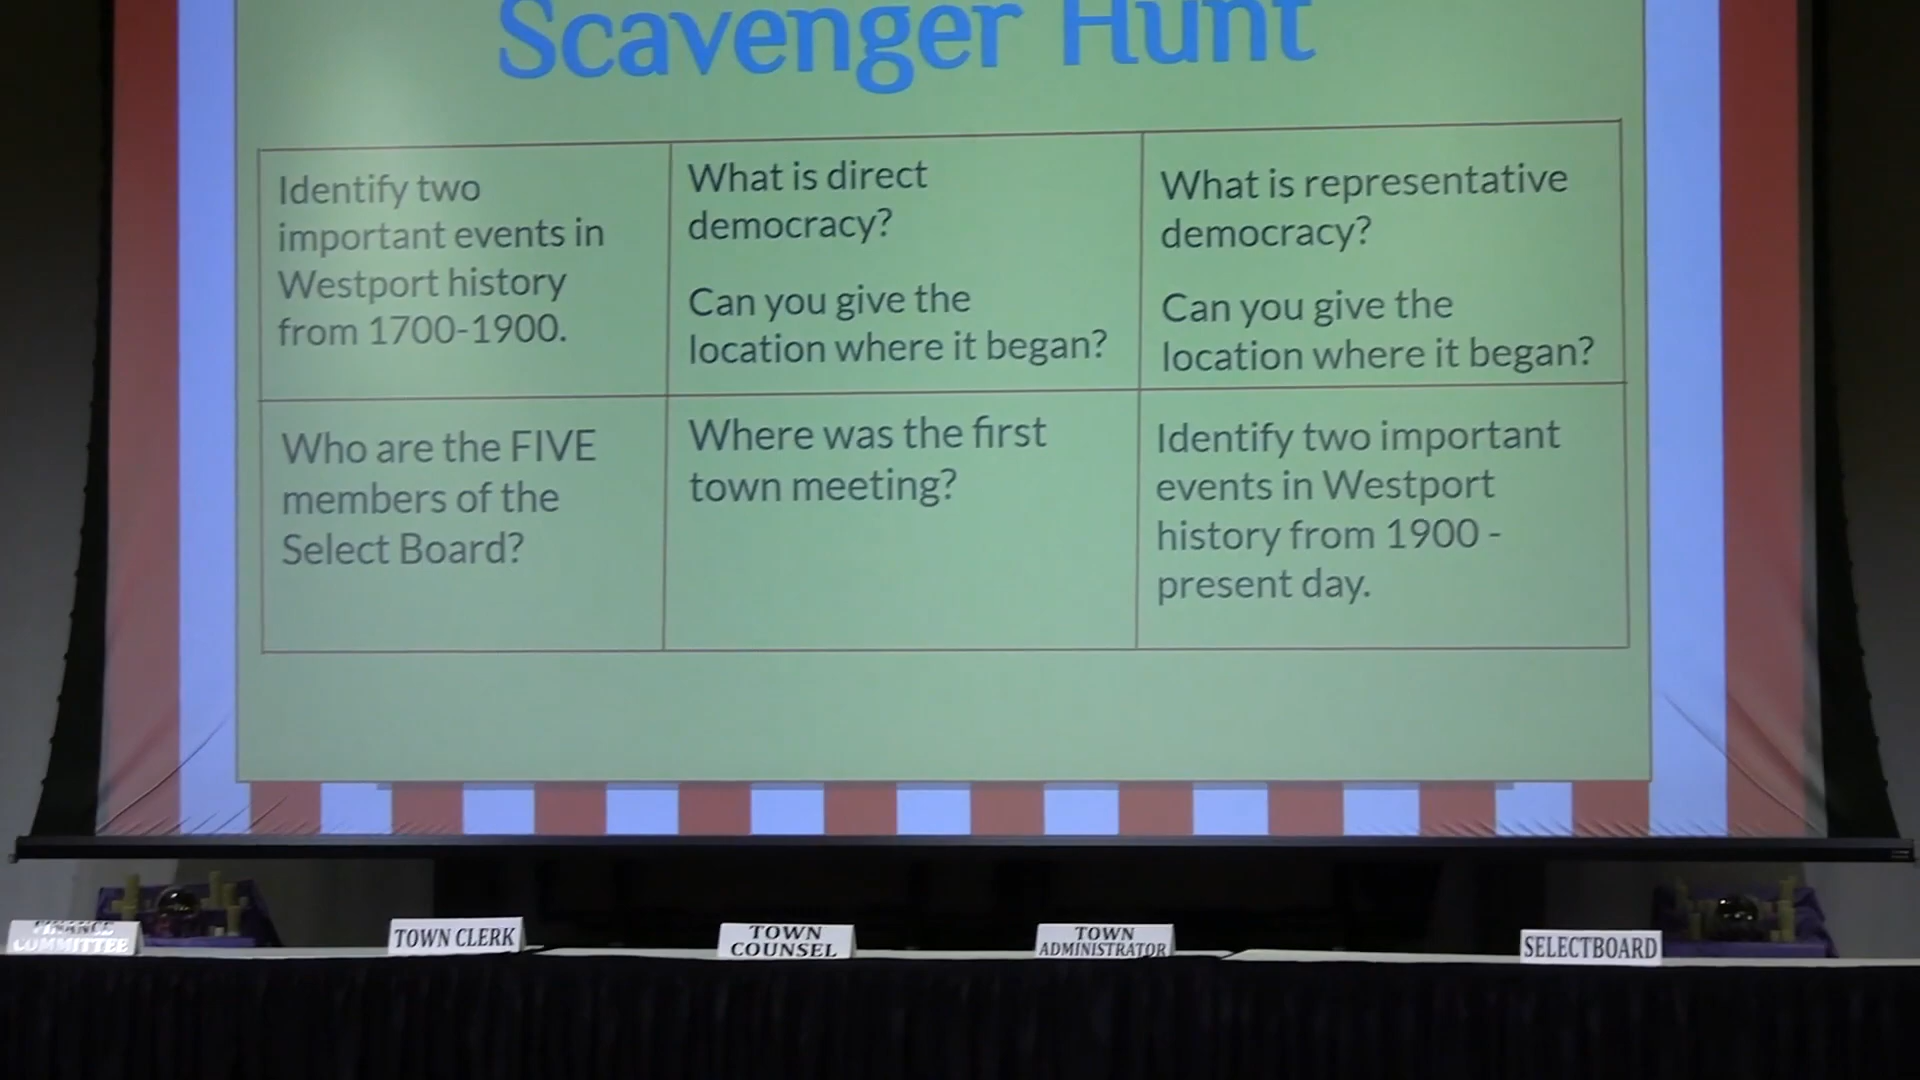 Scavenger Hunt
Identify two
important events in
Westport history
from 1700-1900.
What is direct
democracy?
Can you give the
location where it began?
What is representative
democracy?
Can you give the
location where it began?
Who are the FIVE
members of the
Select Board?
Where was the first
town meeting?
Identify two important
events in Westport
history from 1900 -
present day.
FINANCE
COMMITTEE
TOWN CLERK
TOWN
COUNSEL
TOWN
ADMINISTRATOR
SELECTBOARD